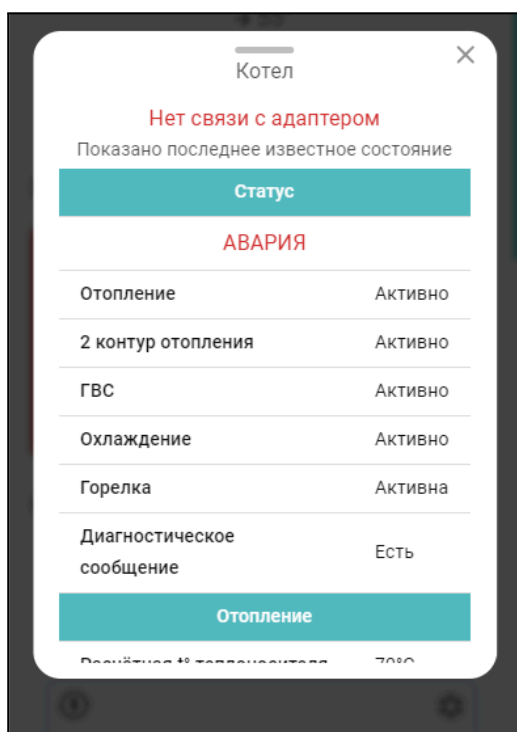 Котел
Нет связи с адаптером
Показано последнее известное состояние
Статус
АВАРИЯ
Отопление Активно
2 контур отопления Активно
ГВС Активно
Охлаждение Активно
Горелка Активна
Диагностическое
сообщение Есть
Отопление